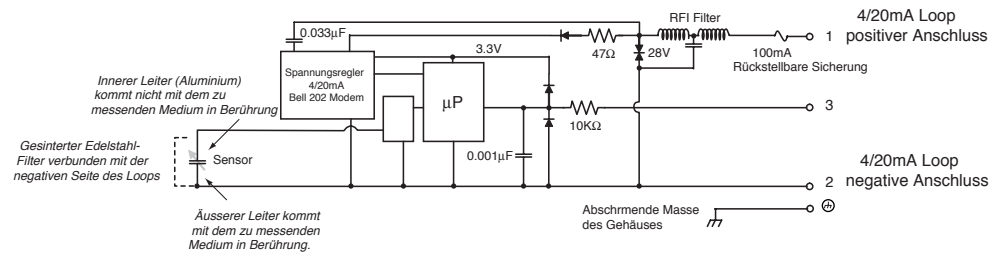 0.033µF
RFI Filter
4/20mA Loop
positiver Anschluss
1
47Ω
28V
100mA
Rückstellbare Sicherung
3.3V
Spannungsregler
4/20mA
Bell 202 Modem
µP
Innerer Leiter (Aluminium)
kommt nicht mit dem zu
messenden Medium in Berührung
3
10KΩ
0.001µF
Gesinterter Edelstahl-
Filter verbunden mit der
negativen Seite des Loops
Sensor
4/20mA Loop
negative Anschluss
2
Äusserer Leiter kommt
mit dem zu messenden
Medium in Berührung.
Abschrmende Masse
des Gehäuses